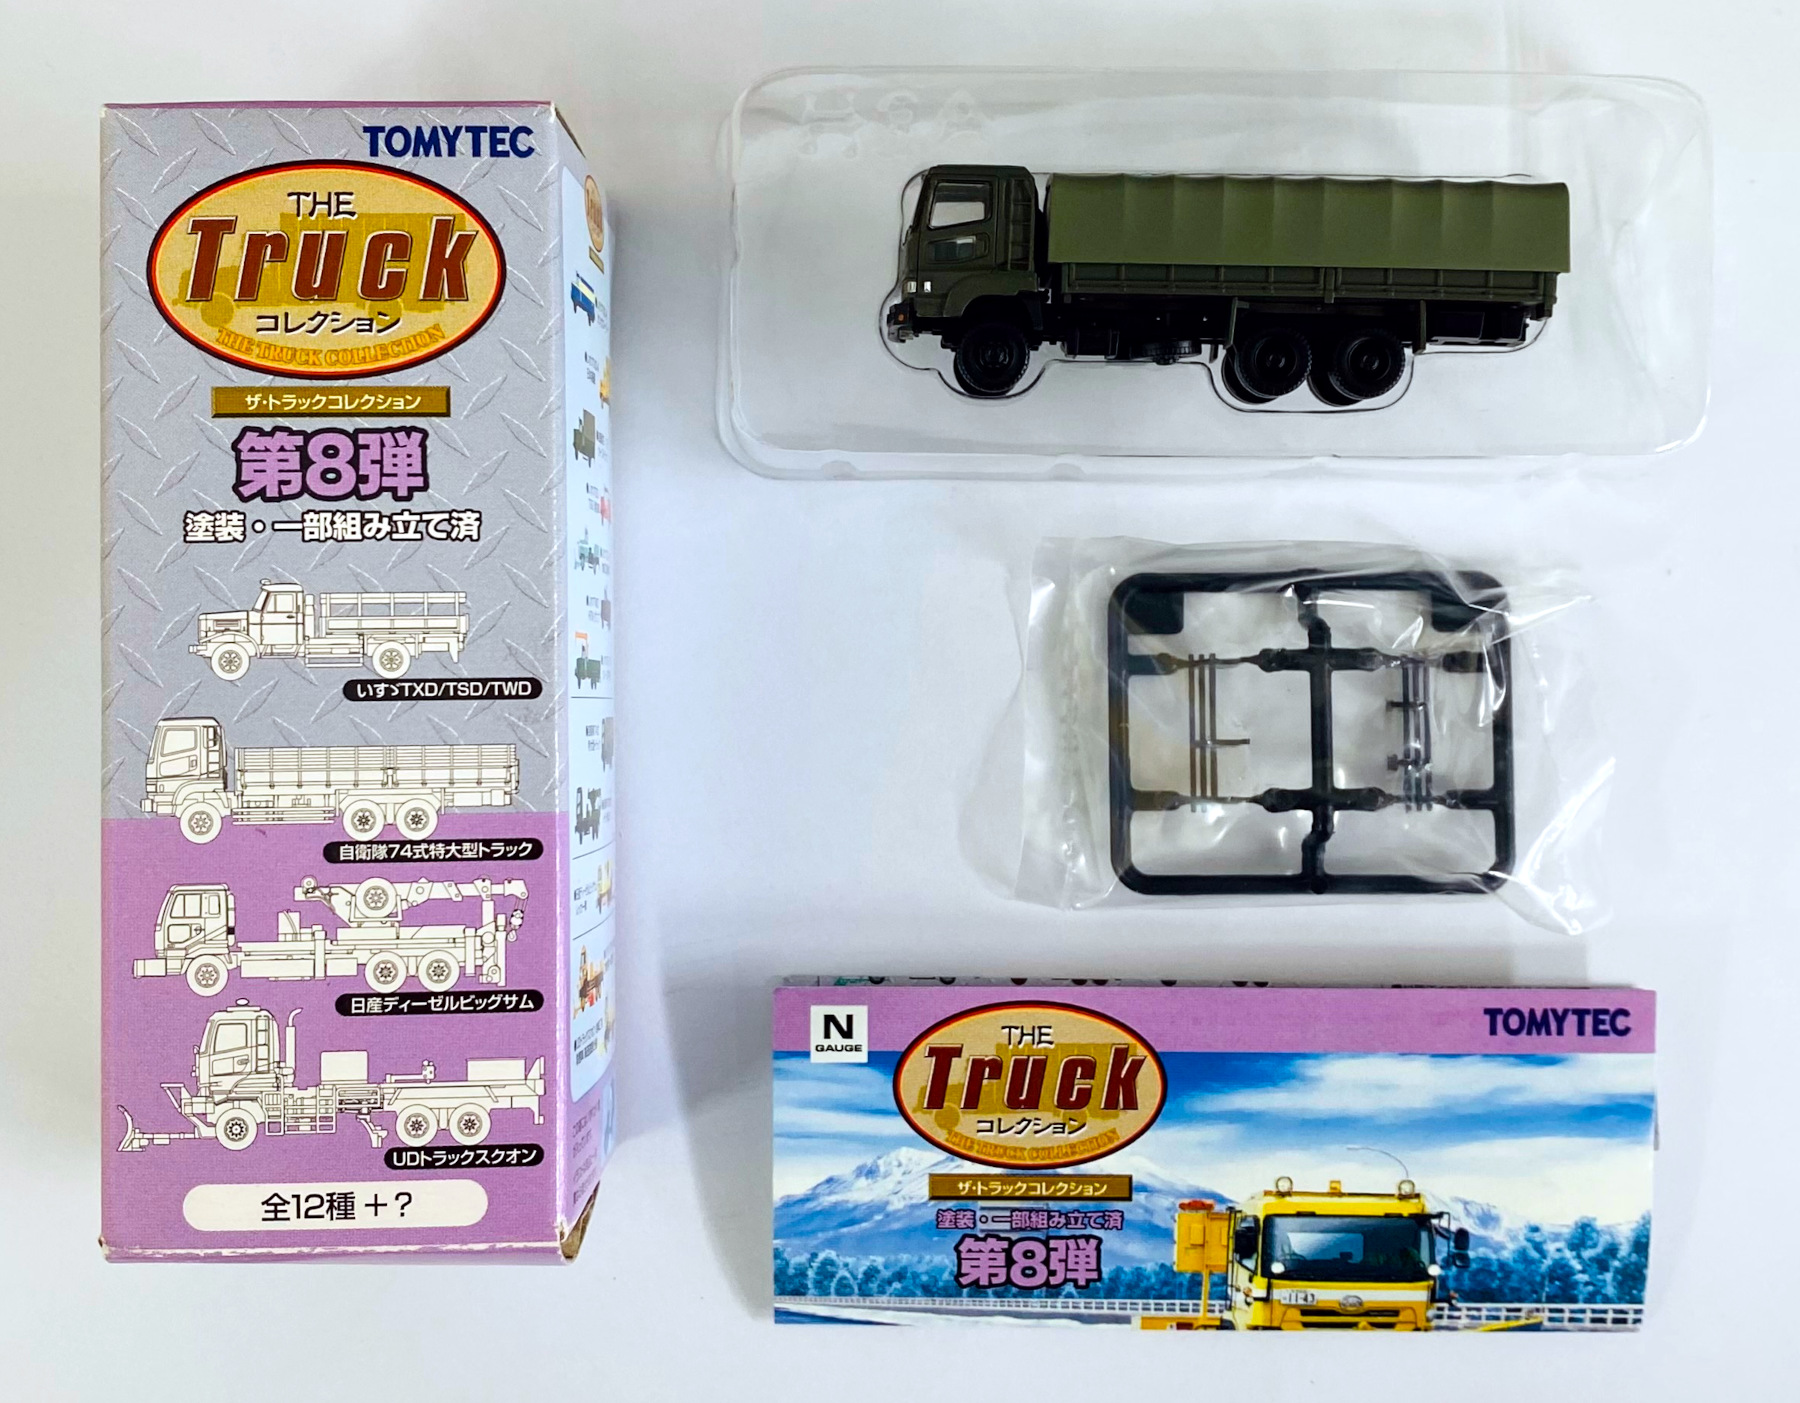 TOMYTEC
THE
Truck
コレクション
THE TRUCK COLLECTION
ザ・トラックコレクション
第8弾
塗装・一部組み立て済
いすゞTXD/TSD/TWD
自衛隊74式特大型トラック
日産ディーゼルビッグサム
UDトラックスクオン
全12種+?
N
GAUGE
TOMYTEC
THE
Truck
コレクション
THE TRUCK COLLECTION
ザ・トラックコレクション
塗装・一部組み立て済
第8弾